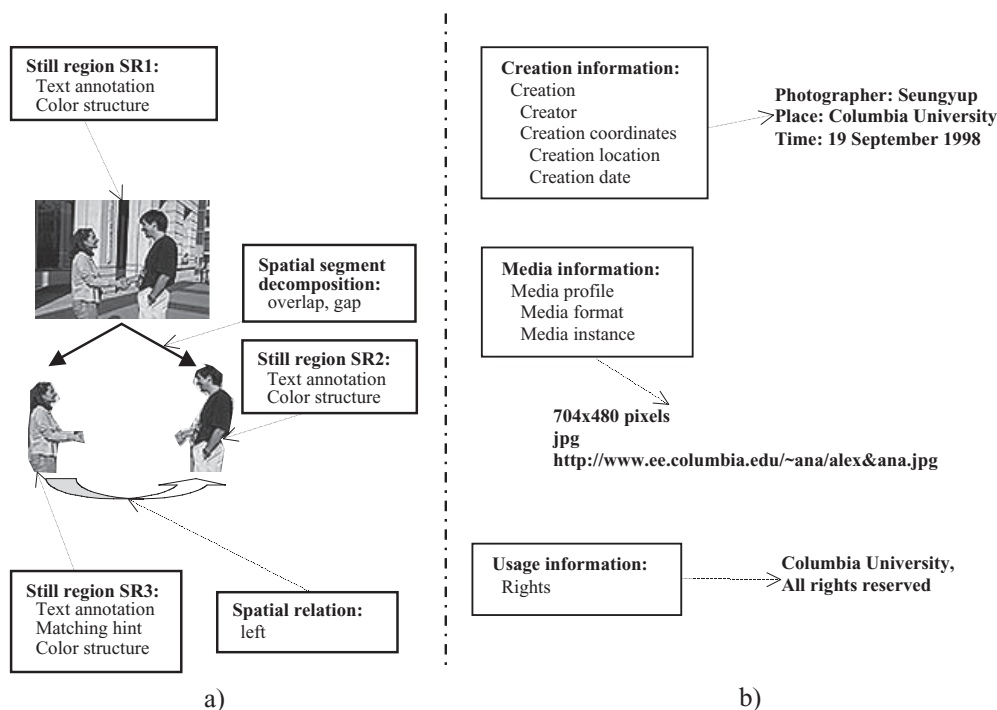 Still region SR1:
Text annotation
Color structure
Spatial segment
decomposition:
overlap, gap
Still region SR2:
Text annotation
Color structure
Still region SR3:
Text annotation
Matching hint
Color structure
Spatial relation:
left
a)
Creation information:
Creation
Creator
Creation coordinates
Creation location
Creation date
Photographer: Seungyup
Place: Columbia University
Time: 19 September 1998
Media information:
Media profile
Media format
Media instance
704x480 pixels
jpg
http://www.ee.columbia.edu/~ana/alex&ana.jpg
Usage information:
Rights
Columbia University,
All rights reserved
b)